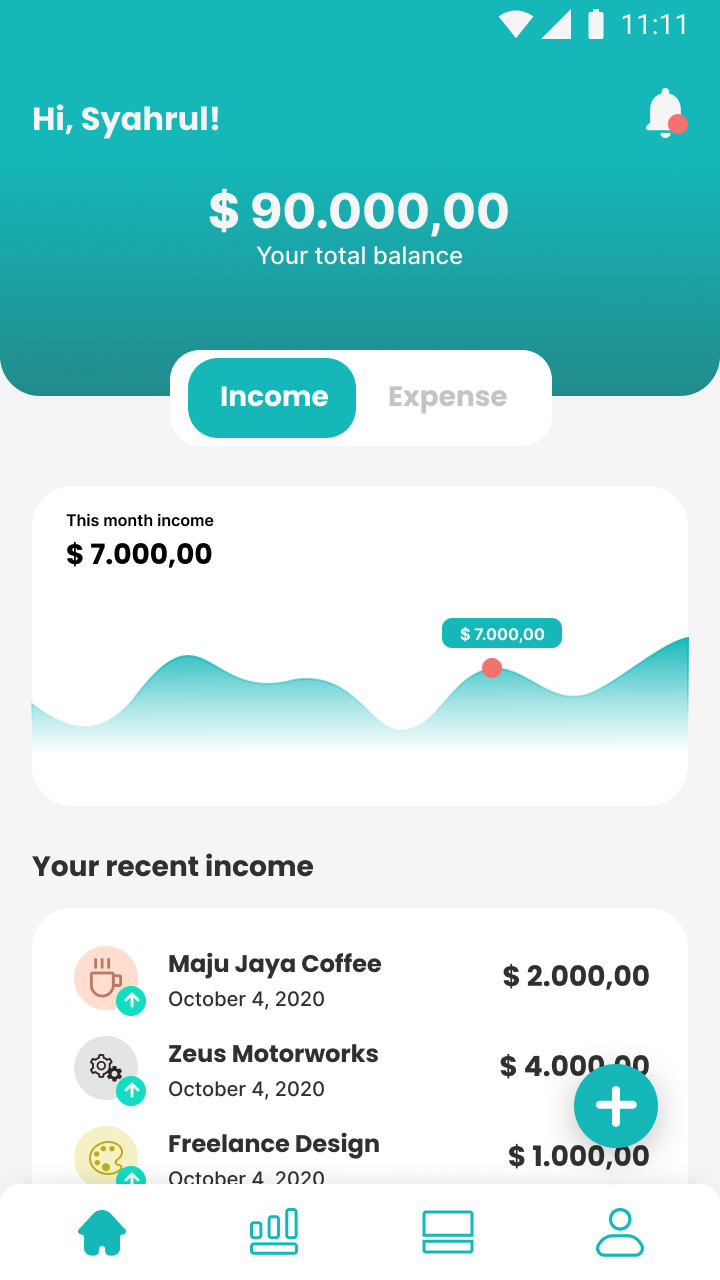 11:11
Hi, Syahrul!
$ 90.000,00
Your total balance
Income Expense
This month income
$ 7.000,00
$ 7.000,00
Your recent income
Maju Jaya Coffee
$ 2.000,00
October 4, 2020
Zeus Motorworks
$ 4.000,00
October 4, 2020
Freelance Design
$ 1.000,00
October 4, 2020